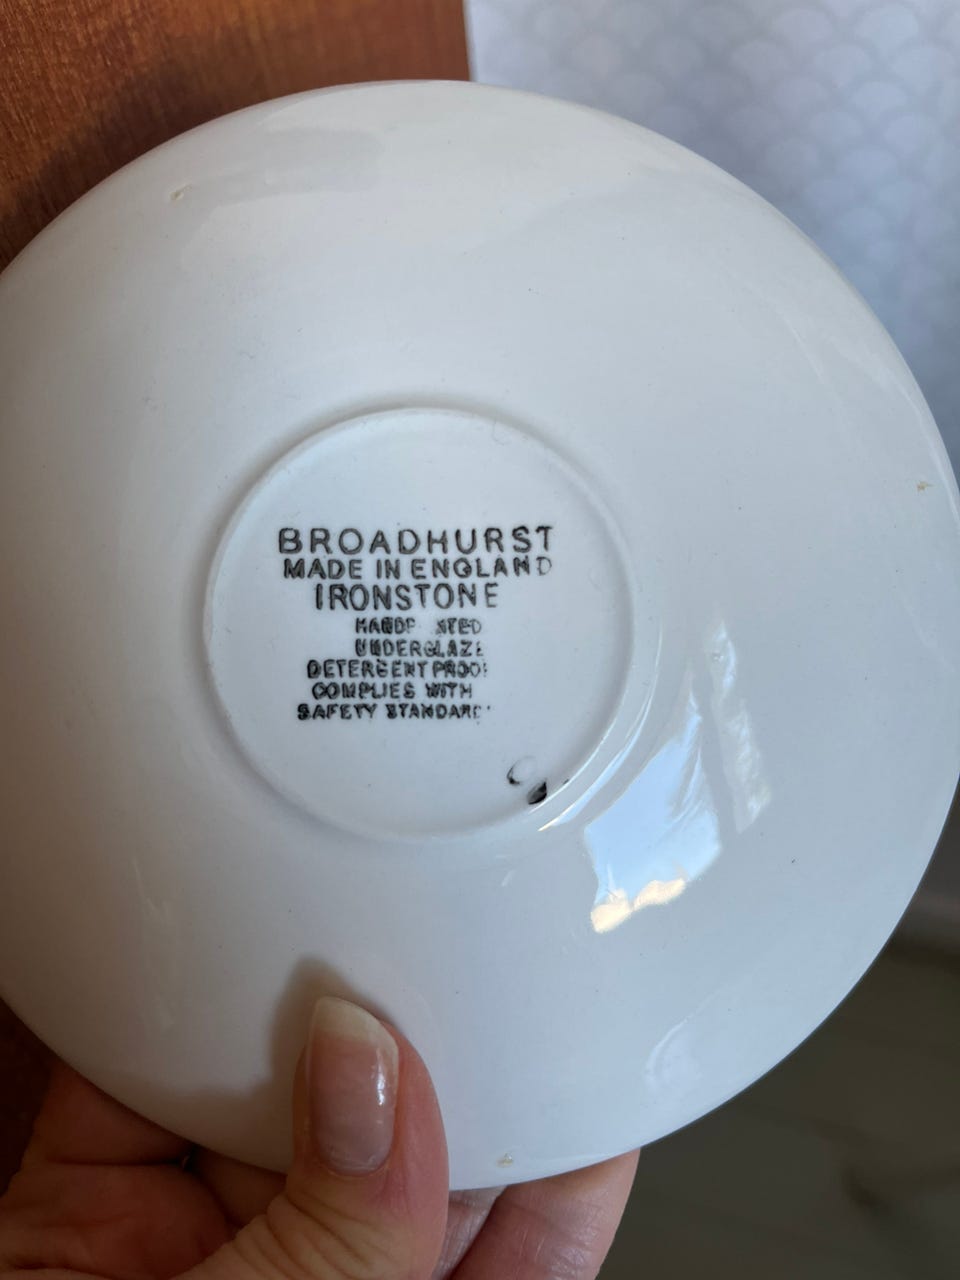 BROADHURST
MADE IN ENGLAND
IRONSTONE
UNDERGLAZE
DETERGENT PROOF
COMPLIES WITH
SAFETY STANDARD